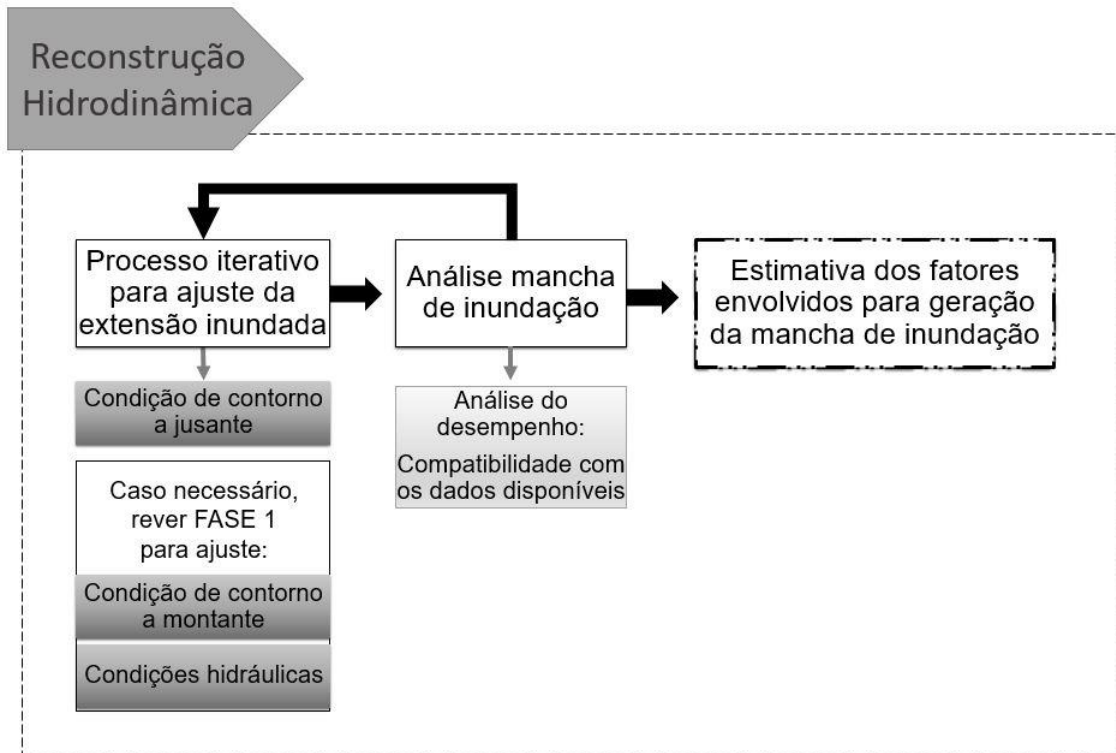 Reconstrução
Hidrodinâmica
Processo iterativo
para ajuste da
extensão inundada
Análise mancha
de inundação
Estimativa dos fatores
envolvidos para geração
da mancha de inundação
Condição de contorno
a jusante
Análise do
desempenho:
Compatibilidade com
os dados disponíveis
Caso necessário,
rever FASE 1
para ajuste:
Condição de contorno
a montante
Condições hidráulicas